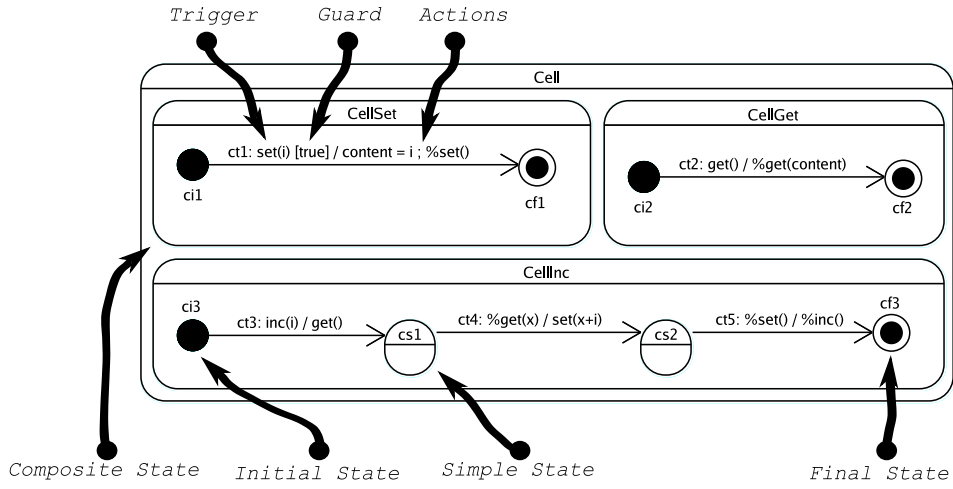 Trigger Guard Actions
Cell
CellSet CellGet
ct1: set(i) [true] / content = i ; %set()
ct2: get() / %get(content)
ci1 cf1 ci2 cf2
CellInc
ci3 cf3
ct3: inc(i) / get() ct4: %get(x) / set(x+i) ct5: %set() / %inc()
cs1 cs2
Composite State Initial State Simple State Final State